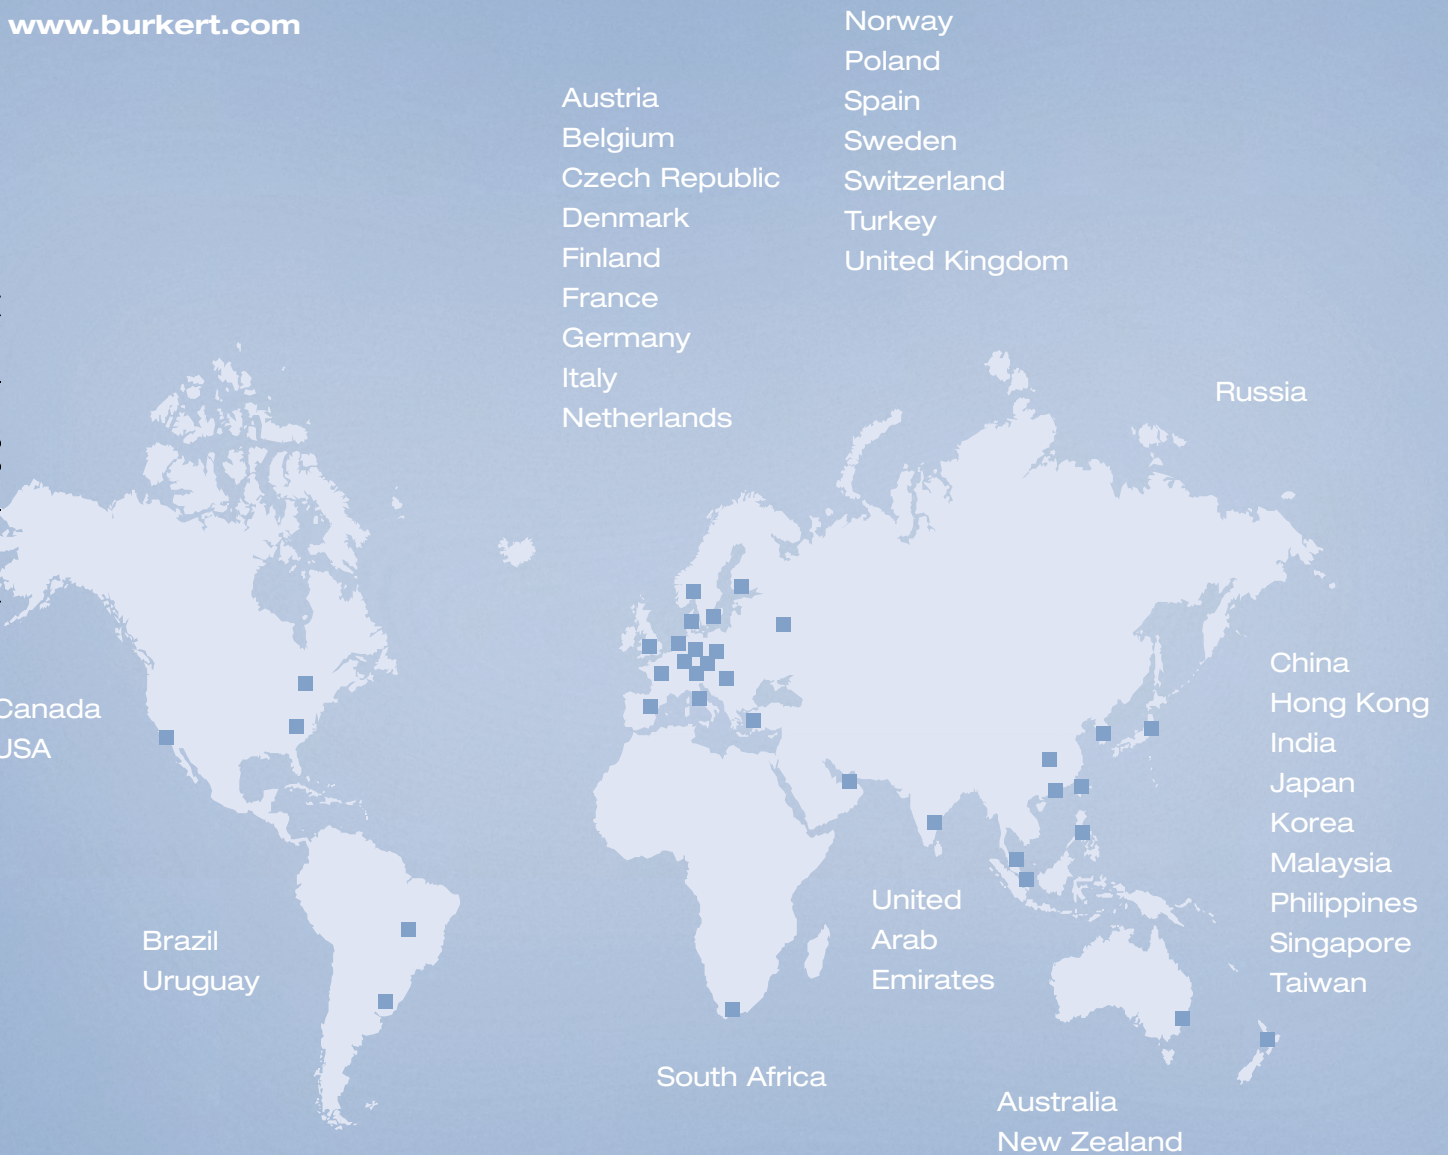 www.burkert.com
Austria
Belgium
Czech Republic
Denmark
Finland
France
Germany
Italy
Netherlands
Norway
Poland
Spain
Sweden
Switzerland
Turkey
United Kingdom
Russia
Canada
USA
China
Hong Kong
India
Japan
Korea
Malaysia
Philippines
Singapore
Taiwan
Brazil
Uruguay
United
Arab
Emirates
South Africa
Australia
New Zealand